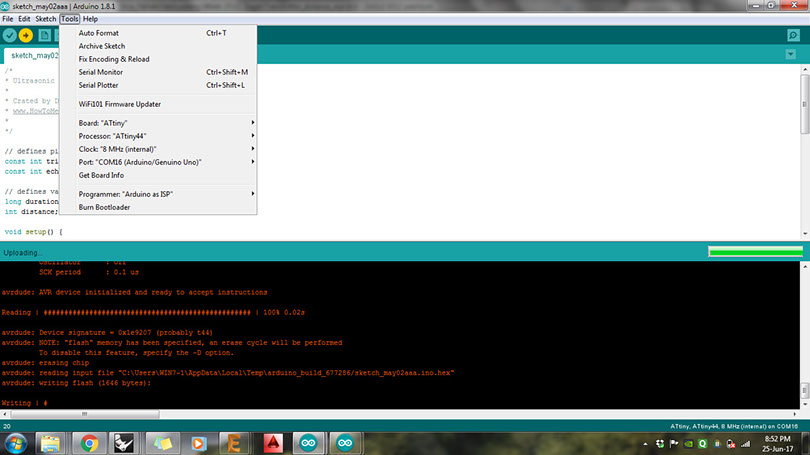 sketch_may02aaa | Arduino 1.8.1
File Edit Sketch Tools Help
Auto Format Ctrl+T
Archive Sketch
Fix Encoding & Reload
Serial Monitor Ctrl+Shift+M
Serial Plotter Ctrl+Shift+L
WiFi101 Firmware Updater
Board: "ATtiny"
Processor: "ATtiny44"
Clock: "8 MHz (internal)"
Port: "COM16 (Arduino/Genuino Uno)"
Get Board Info
Programmer: "Arduino as ISP"
Burn Bootloader
sketch_may02
/*
* Ultrasonic
*
* Crated by D
* www.HowToMe
*
*/
// defines pi
const int tri
const int ech
// defines va
long duration
int distance;
void setup() {
Uploading...
SCK period : 0.1 us
avrdude: AVR device initialized and ready to accept instructions
Reading | ################################################## | 100% 0.02s
avrdude: Device signature = 0x1e9207 (probably t44)
avrdude: NOTE: "flash" memory has been specified, an erase cycle will be performed
To disable this feature, specify the -D option.
avrdude: erasing chip
avrdude: reading input file "C:\Users\WIN7-1\AppData\Local\Temp\arduino_build_677286/sketch_may02aaa.ino.hex"
avrdude: writing flash (1646 bytes):
Writing | #
20 ATtiny, ATtiny44, 8 MHz (internal) on COM16
8:52 PM
25-Jun-17